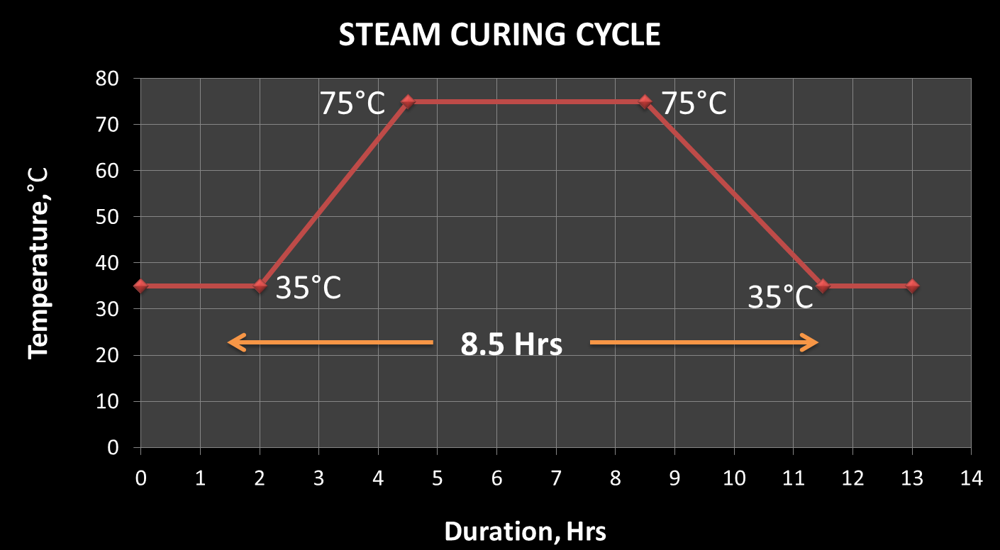 STEAM CURING CYCLE
80
70
60
50
40
30
20
10
0
Temperature,°C
75°C
75°C
35°C
35°C
8.5 Hrs
0 1 2 3 4 5 6 7 8 9 10 11 12 13 14
Duration, Hrs